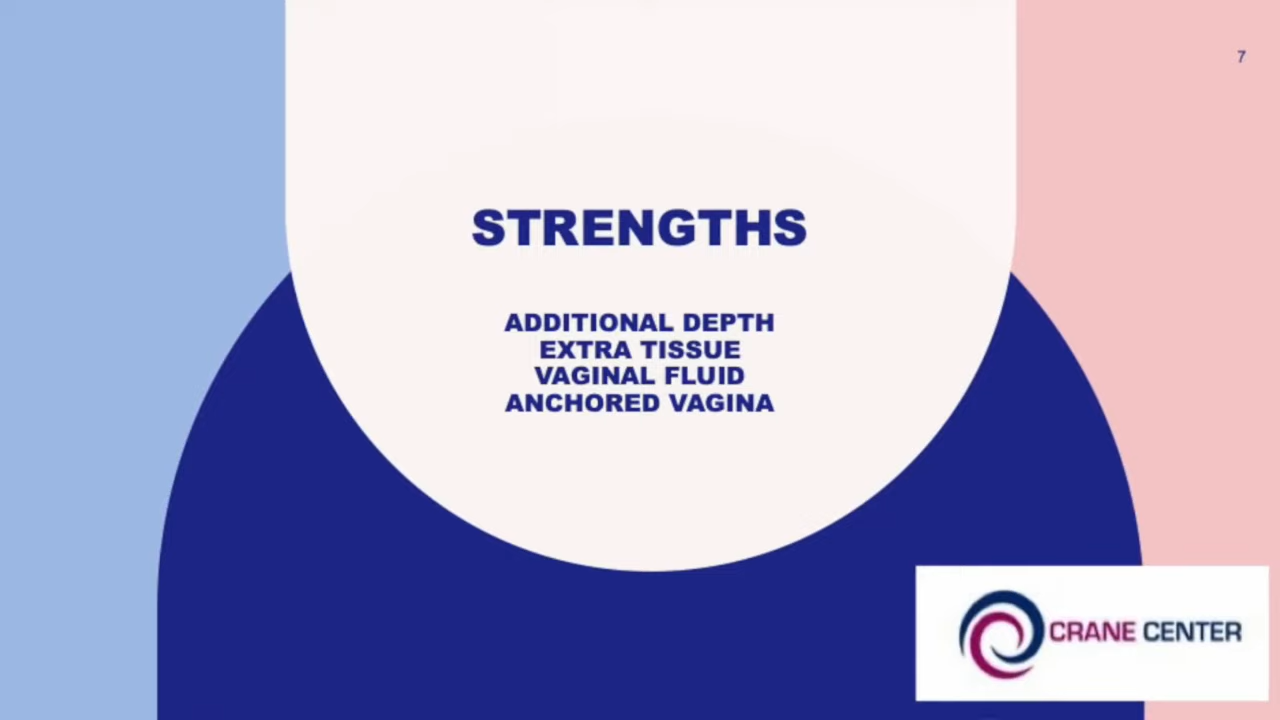 7
STRENGTHS
ADDITIONAL DEPTH
EXTRA TISSUE
VAGINAL FLUID
ANCHORED VAGINA
CRANE CENTER